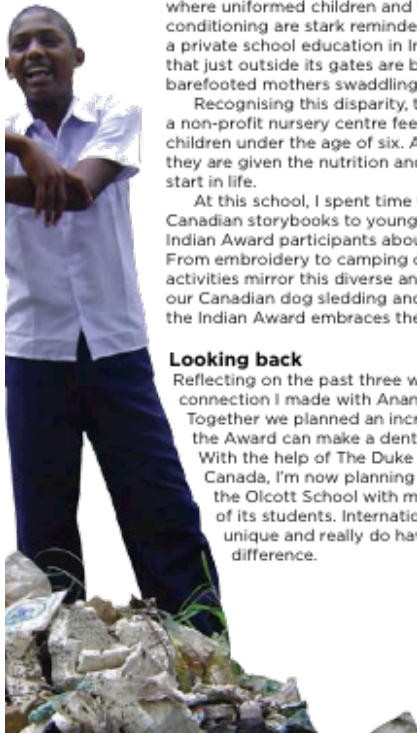 where uniformed children and
conditioning are stark reminde
a private school education in In
that just outside its gates are b
barefooted mothers swaddling
Recognising this disparity, t
a non-profit nursery centre fee
children under the age of six. A
they are given the nutrition and
start in life.
At this school, I spent time
Canadian storybooks to young
Indian Award participants abou
From embroidery to camping o
activities mirror this diverse an
our Canadian dog sledding and
the Indian Award embraces the
Looking back
Reflecting on the past three w
connection I made with Anan
Together we planned an incr
the Award can make a dent
With the help of The Duke
Canada, I'm now planning
the Olcott School with m
of its students. Internatio
unique and really do hav
difference.